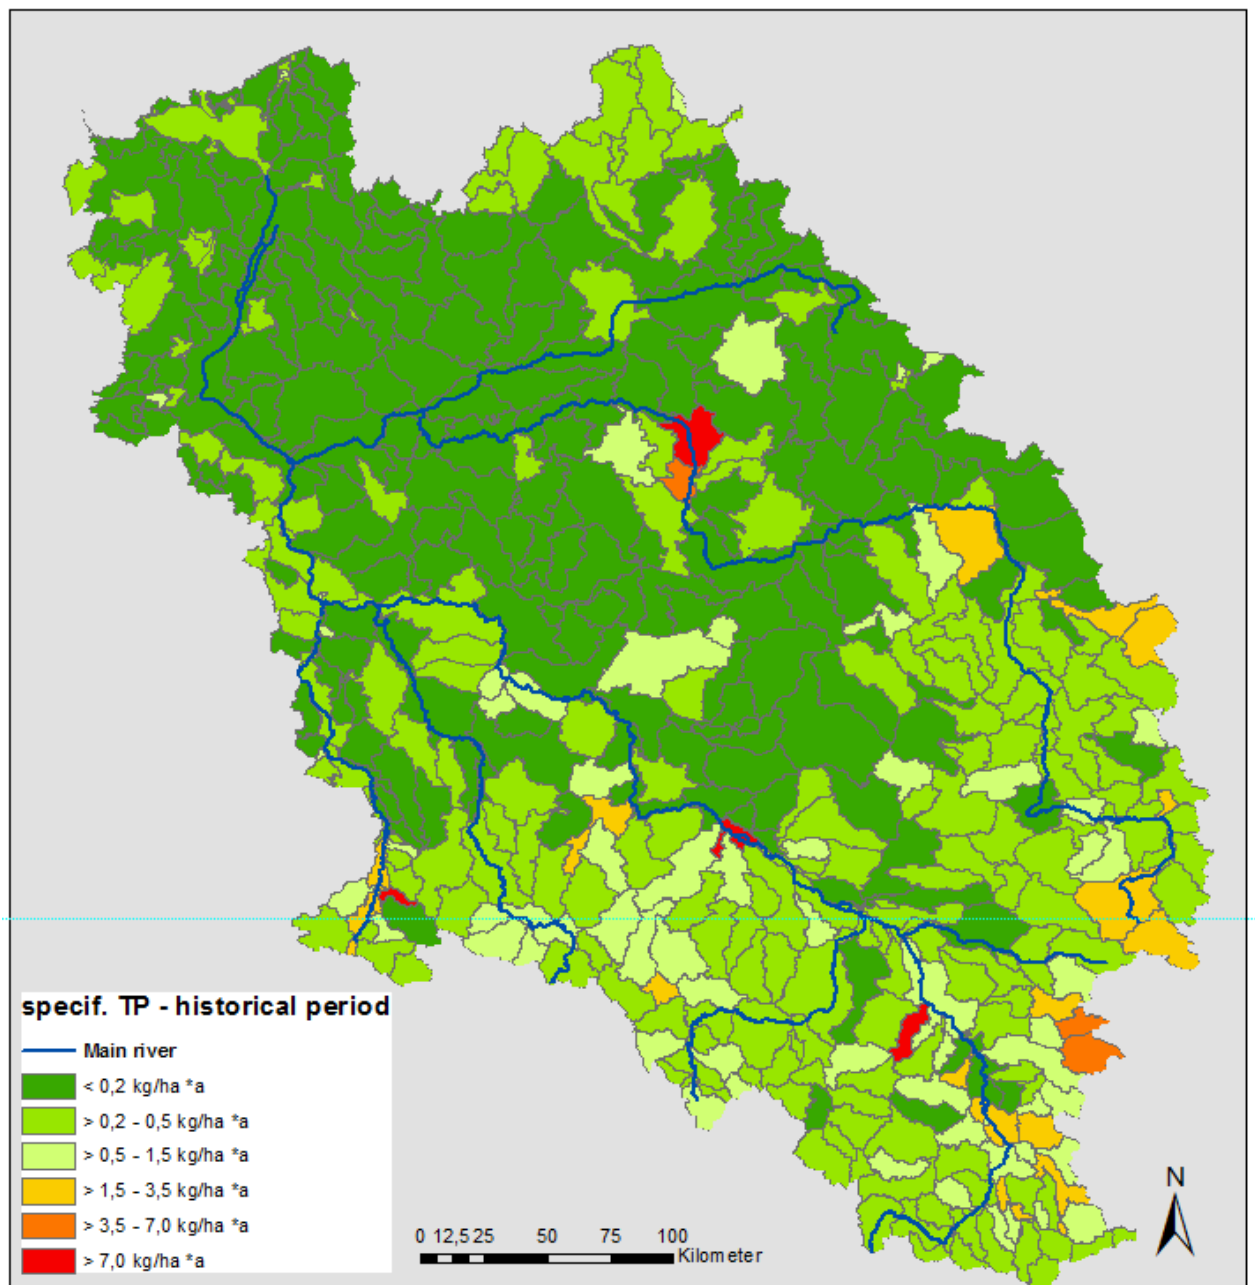 specif. TP - historical period
Main river
< 0,2 kg/ha *a
> 0,2 - 0,5 kg/ha *a
> 0,5 - 1,5 kg/ha *a
> 1,5 - 3,5 kg/ha *a
> 3,5 - 7,0 kg/ha *a
> 7,0 kg/ha *a
0 12,5 25 50 75 100
Kilometer
N